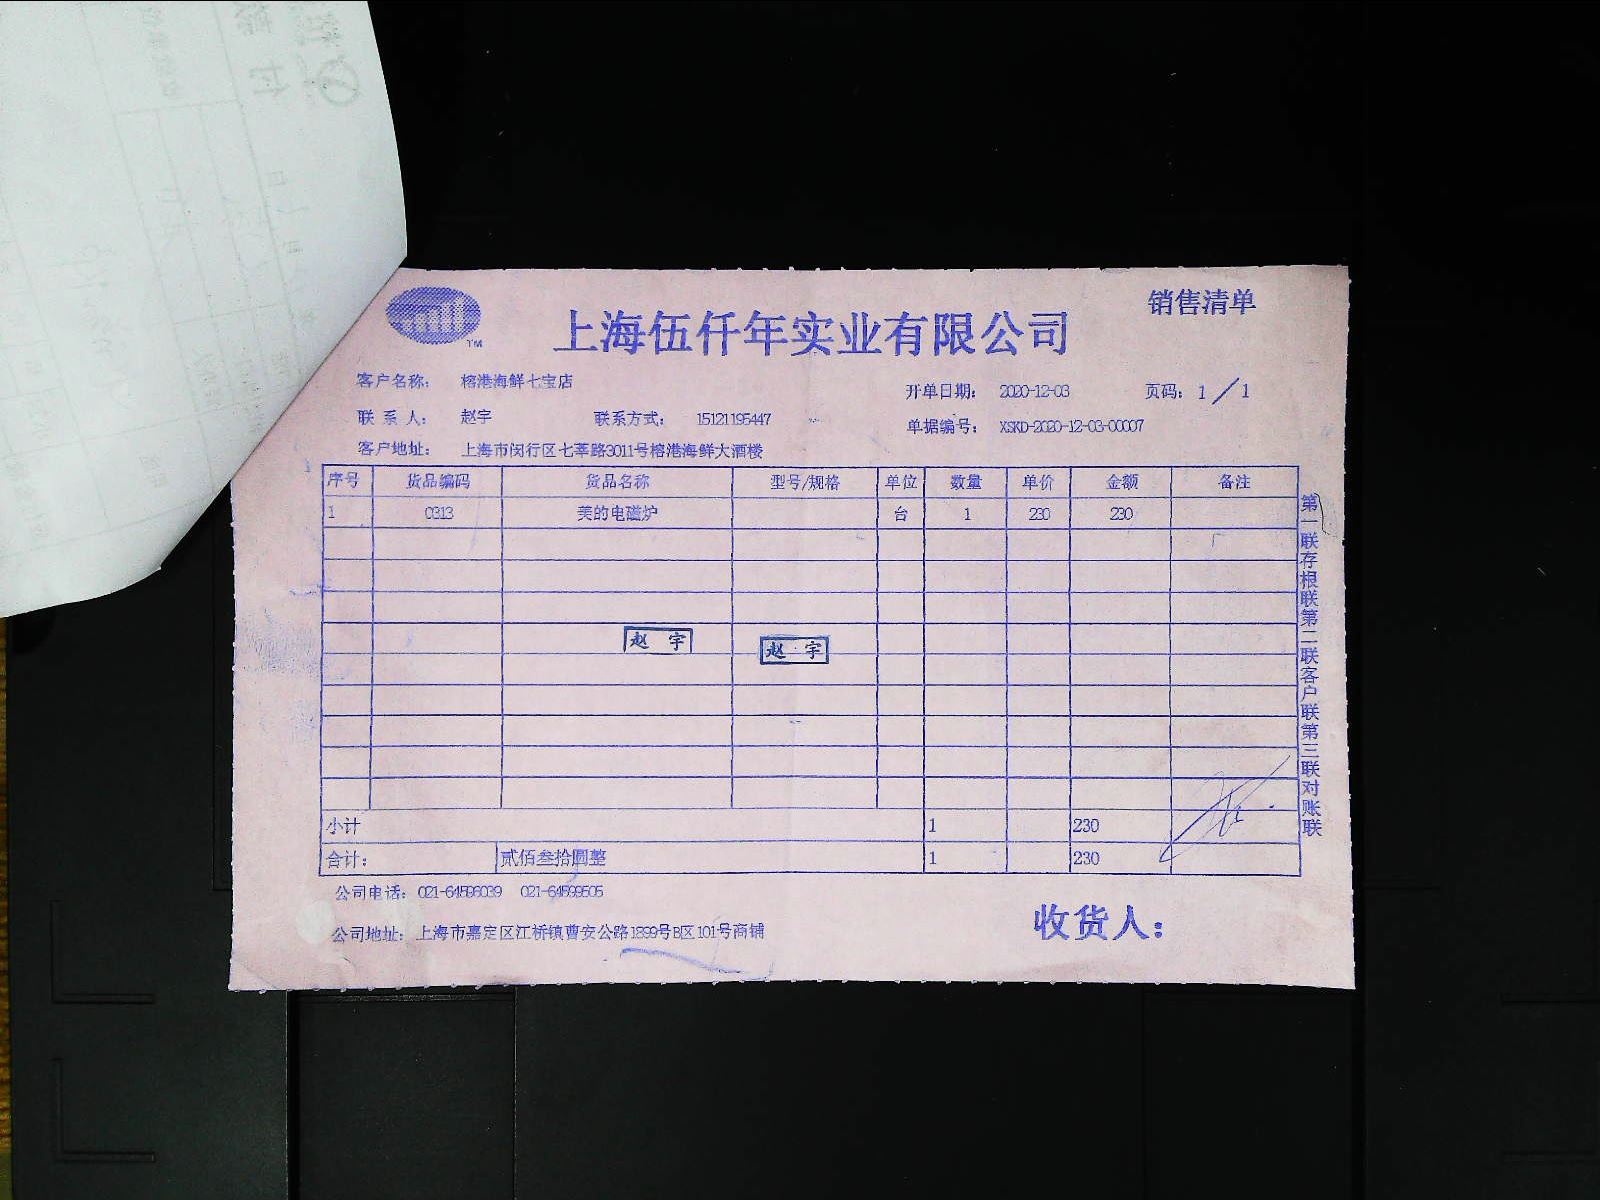 销售清单
上海伍仟年实业有限公司
TM
客户名称: 榕港海鲜七宝店
开单日期: 2020-12-03 页码: 1/1
联系人: 赵宇 联系方式: 15121195447
单据编号: XSKD-2020-12-03-00007
客户地址: 上海市闵行区七莘路3011号榕港海鲜大酒楼
序号 货品编码 货品名称 型号/规格 单位 数量 单价 金额 备注
1 0313 美的电磁炉 台 1 230 230
赵 宇
赵 宇
小计 1 230
合计: 贰佰叁拾圆整 1 230
第一联存根联第二联客户联第三联对账联
公司电话: 021-64596039 021-64599505
公司地址: 上海市嘉定区江桥镇曹安公路1899号B区101号商铺
收货人: